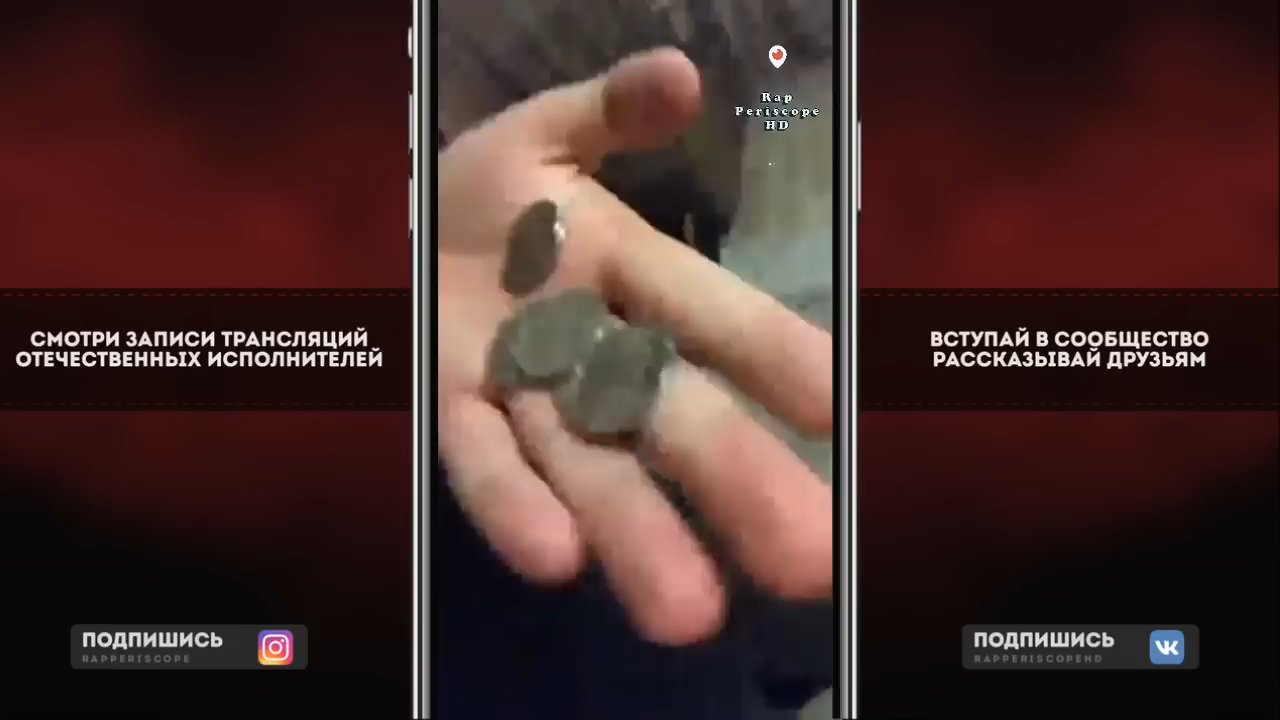 Rap
Periscope
HD
СМОТРИ ЗАПИСИ ТРАНСЛЯЦИЙ
ОТЕЧЕСТВЕННЫХ ИСПОЛНИТЕЛЕЙ
ВСТУПАЙ В СООБЩЕСТВО
РАССКАЗЫВАЙ ДРУЗЬЯМ
ПОДПИШИСЬ
RAPPERISCOPE
ПОДПИШИСЬ
RAPPERISCOPEHD